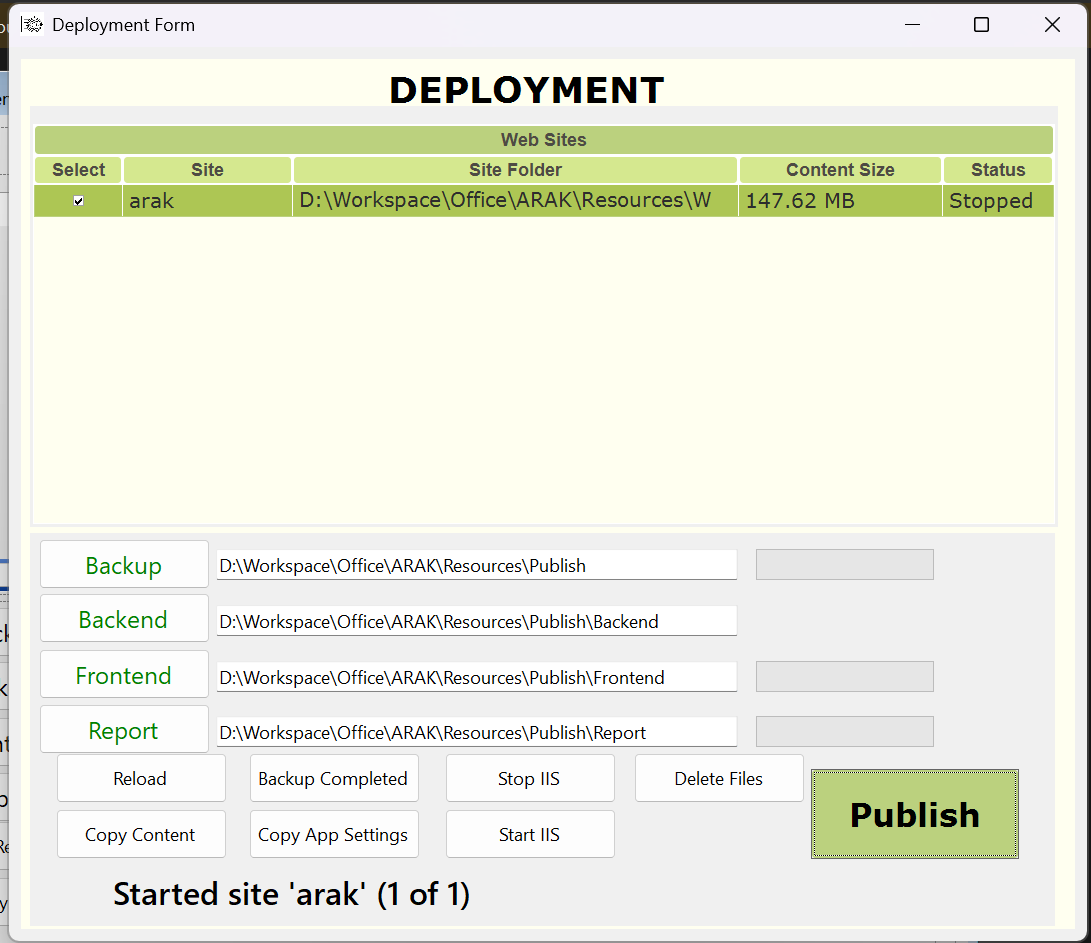 Deployment Form
DEPLOYMENT
Web Sites
Select Site Site Folder Content Size Status
arak D:\Workspace\Office\ARAK\Resources\W 147.62 MB Stopped
Backup D:\Workspace\Office\ARAK\Resources\Publish
Backend D:\Workspace\Office\ARAK\Resources\Publish\Backend
Frontend D:\Workspace\Office\ARAK\Resources\Publish\Frontend
Report D:\Workspace\Office\ARAK\Resources\Publish\Report
Reload Backup Completed Stop IIS Delete Files
Publish
Copy Content Copy App Settings Start IIS
Started site 'arak' (1 of 1)